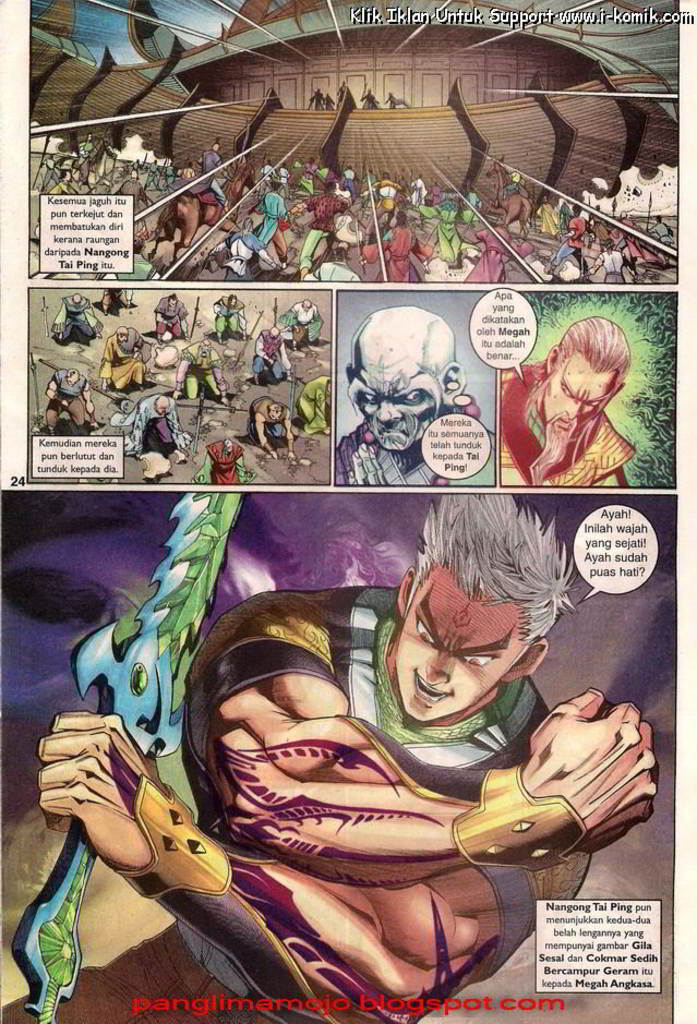 Klik Iklan Untuk Support www.i-komik.com
Kesemua jaguh itu
pun terkejut dan
membatukan diri
kerana raungan
daripada Nangong
Tai Ping itu.
Kemudian mereka
pun berlutut dan
tunduk kepada dia.
Mereka
itu semuanya
telah tunduk
kepada Tai
Ping!
Apa
yang
dikatakan
oleh Megah
itu adalah
benar...
24
Ayah!
Inilah wajah
yang sejati!
Ayah sudah
puas hati?
Nangong Tai Ping pun
menunjukkan kedua-dua
belah lengannya yang
mempunyai gambar Gila
Sesal dan Cokmar Sedih
Bercampur Geram itu
kepada Megah Angkasa.
panglimamojo.blogspot.com